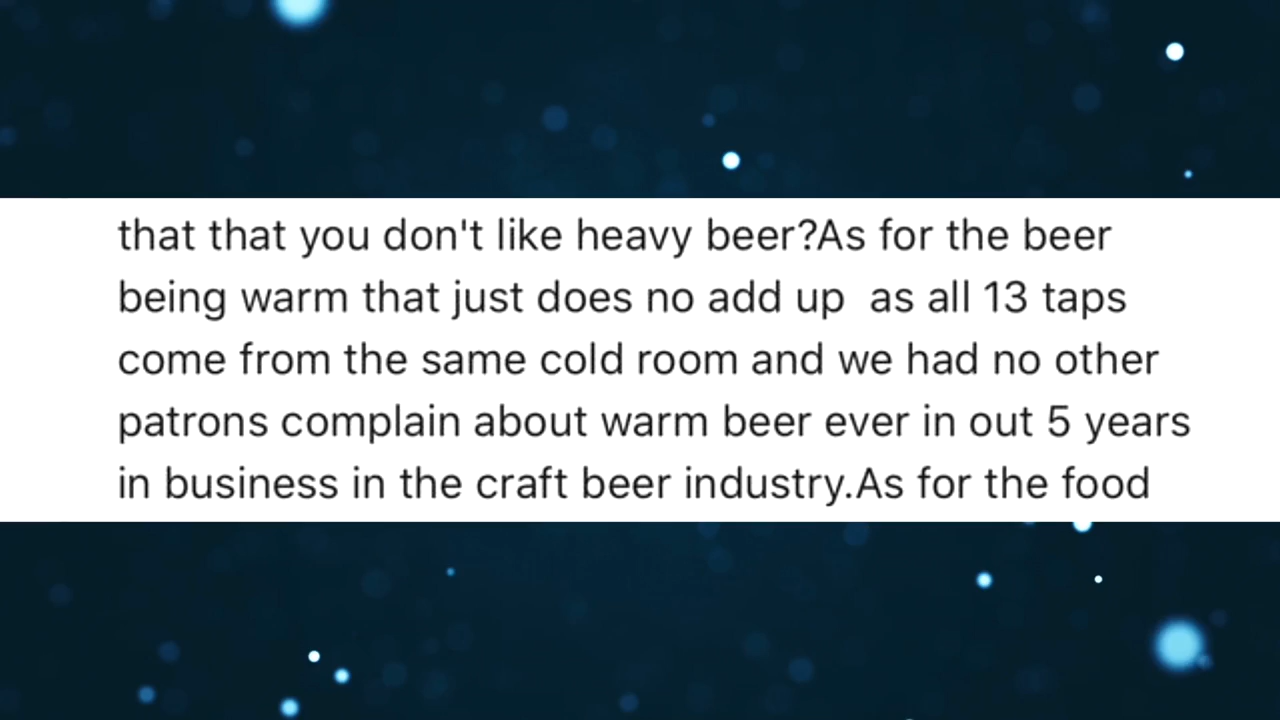 that that you don't like heavy beer?As for the beer
being warm that just does no add up  as all 13 taps
come from the same cold room and we had no other
patrons complain about warm beer ever in out 5 years
in business in the craft beer industry.As for the food